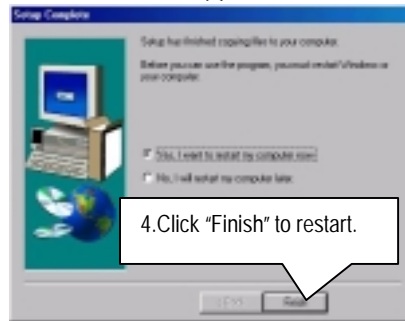 Setup Complete
Setup has finished copying files to your computer.
Before you can use the program, you must restart Windows or
your computer.
Yes, I want to restart my computer now.
No, I will restart my computer later.
4.Click “Finish” to restart.
Finish